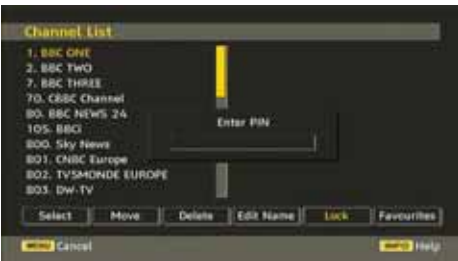 Channel List
1. BBC ONE
2. BBC TWO
7. BBC THREE
70. CBBC Channel
80. BBC NEWS 24
105. BBCi
800. Sky News
801. CNBC Europe
802. TV5MONDE EUROPE
803. DW-TV
Enter PIN
Select Move Delete Edit Name Lock Favourites
MENU Cancel INFO Help